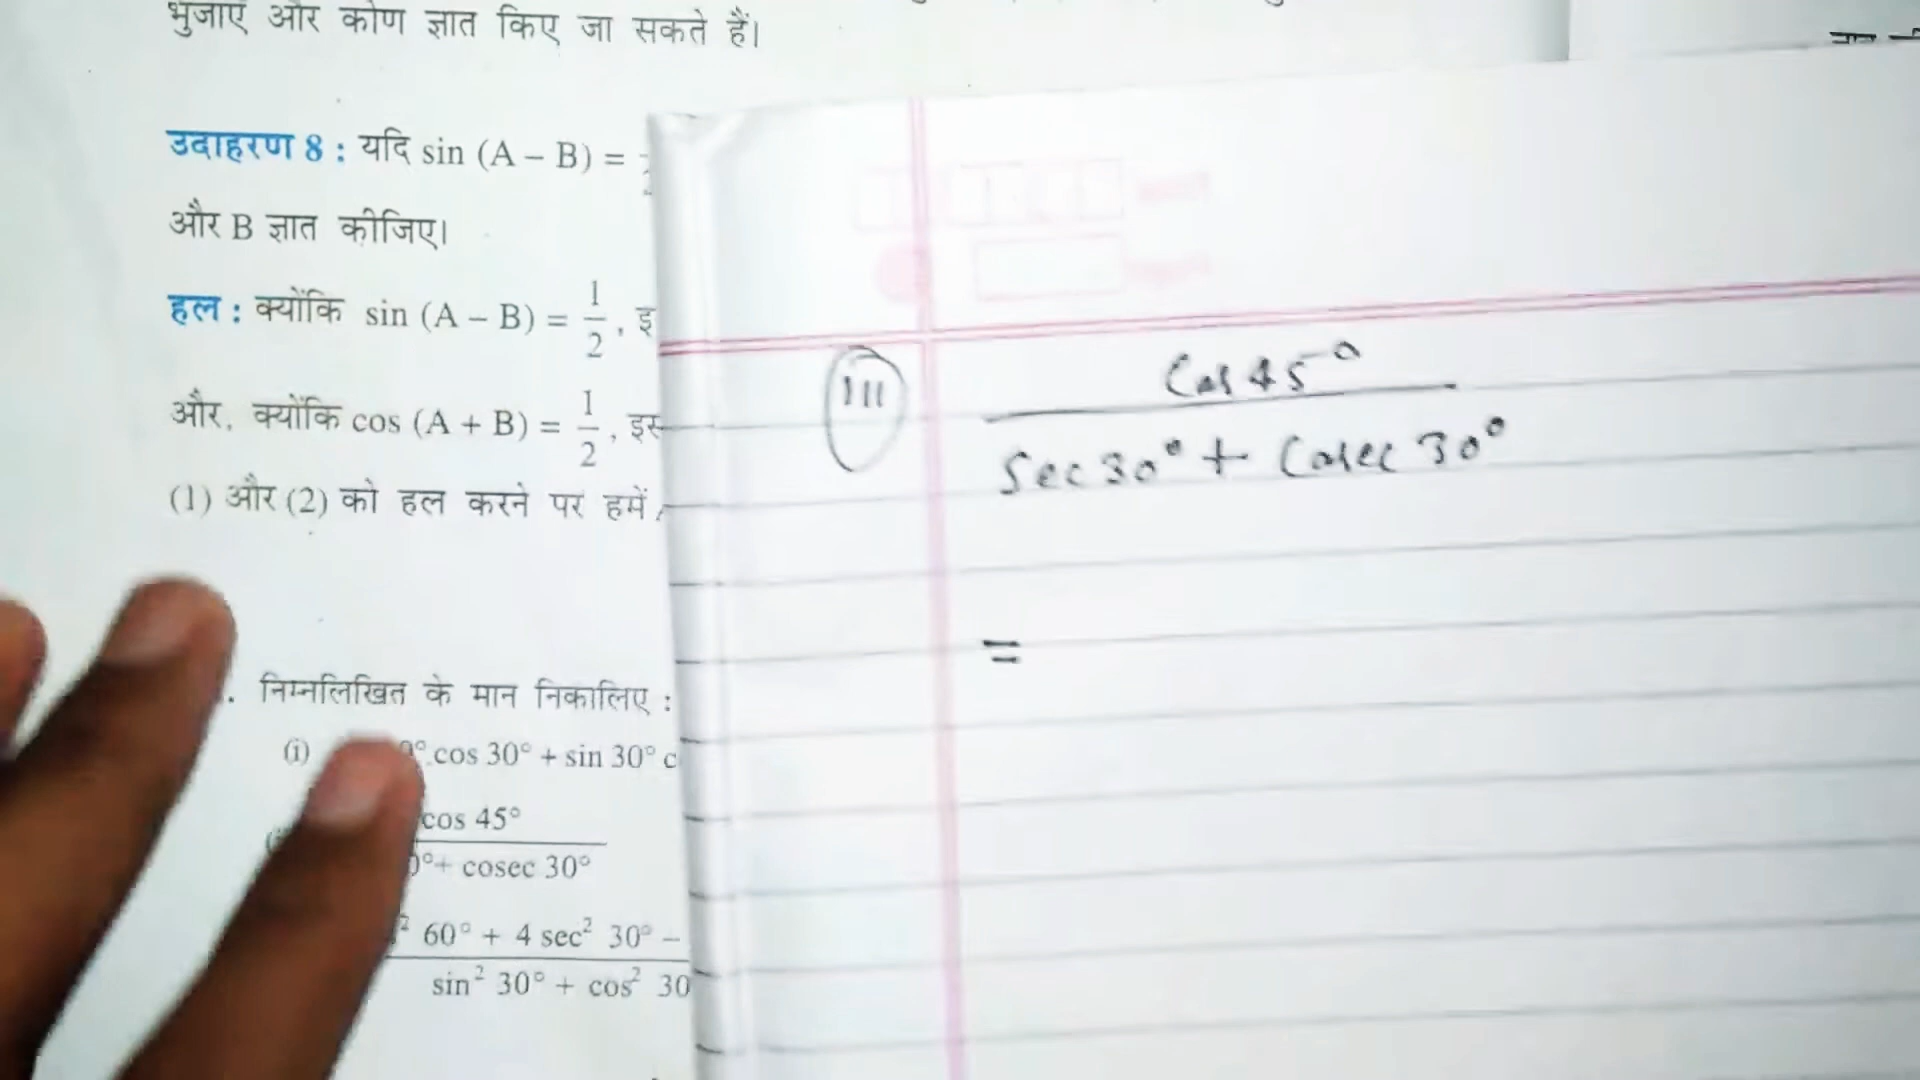 भुजाएँ और कोण ज्ञात किए जा सकते हैं।
उदाहरण 8 : यदि sin (A – B) =
और B ज्ञात कीजिए।
हल : क्योंकि sin (A – B) = 1/2,
और, क्योंकि cos (A + B) = 1/2,
(1) और (2) को हल करने पर हमें
. निम्नलिखित के मान निकालिए :
(i) cos 30° + sin 30°
cos 45°
+ cosec 30°
² 60° + 4 sec² 30° –
sin² 30° + cos² 30
III
Cos 45°
Sec 30° + Cosec 30°
=